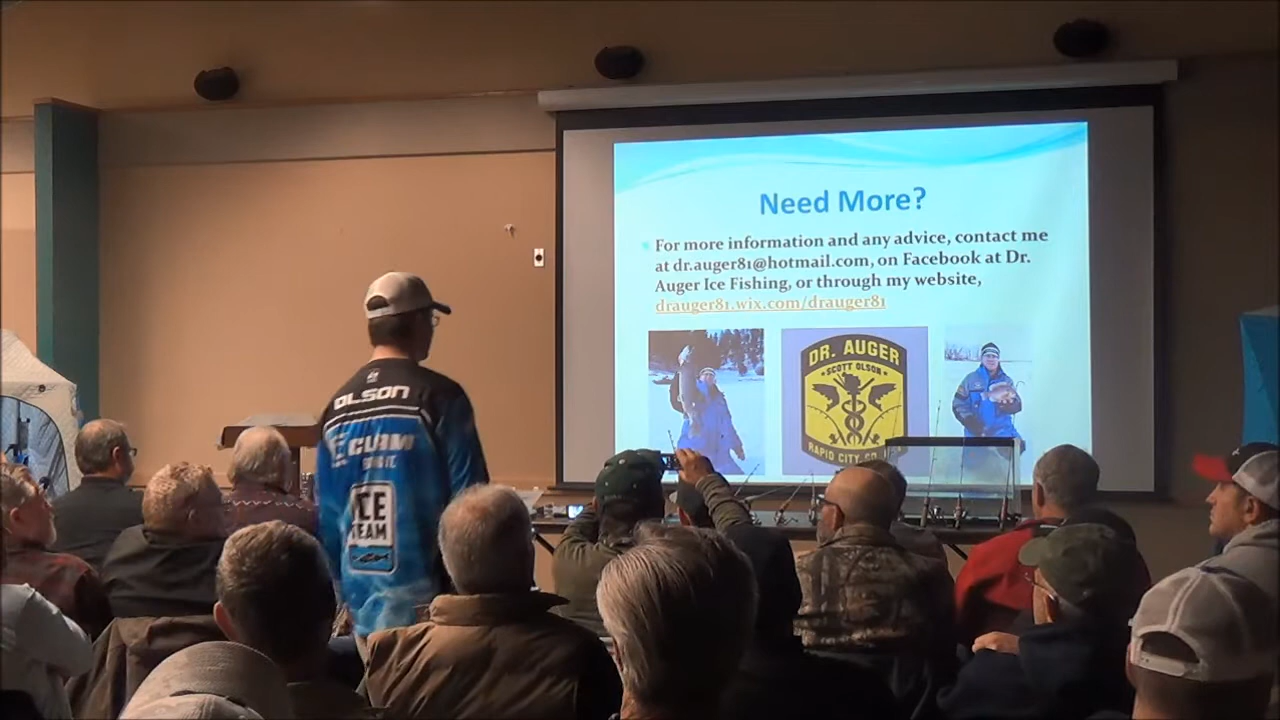 Need More?
For more information and any advice, contact me
at dr.auger81@hotmail.com, on Facebook at Dr.
Auger Ice Fishing, or through my website,
drauger81.wix.com/drauger81
DR. AUGER
SCOTT OLSON
RAPID CITY, SD
OLSON
CLAM
ICE
TEAM